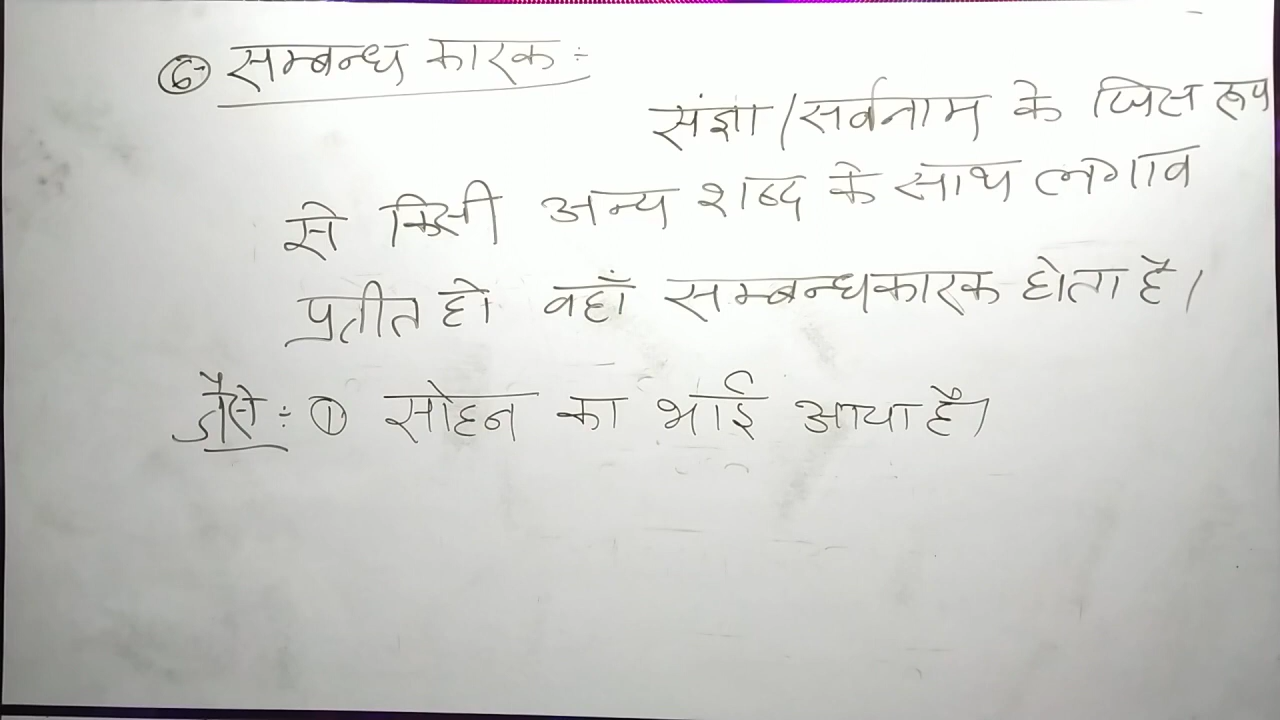 6- सम्बन्ध कारक :-
संज्ञा/सर्वनाम के जिस रूप
से किसी अन्य शब्द के साथ लगाव
प्रतीत हो वहाँ सम्बन्धकारक होता है।
जैसे :- ① सोहन का भाई आया है।